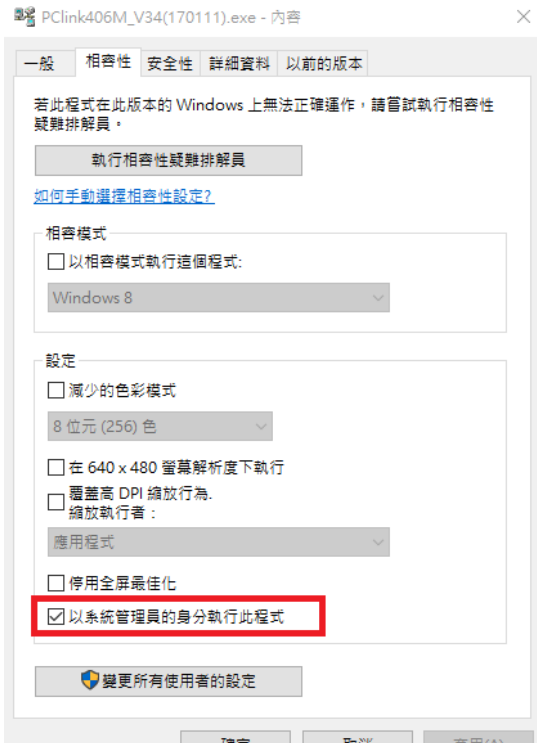 PClink406M_V34(170111).exe - 內容
一般 相容性 安全性 詳細資料 以前的版本
若此程式在此版本的 Windows 上無法正確運作，請嘗試執行相容性
疑難排解員。
執行相容性疑難排解員
如何手動選擇相容性設定?
相容模式
以相容模式執行這個程式:
Windows 8
設定
減少的色彩模式
8 位元 (256) 色
在 640 x 480 螢幕解析度下執行
覆蓋高 DPI 縮放行為.
縮放執行者：
應用程式
停用全屏最佳化
以系統管理員的身分執行此程式
變更所有使用者的設定
確定 取消 套用(A)